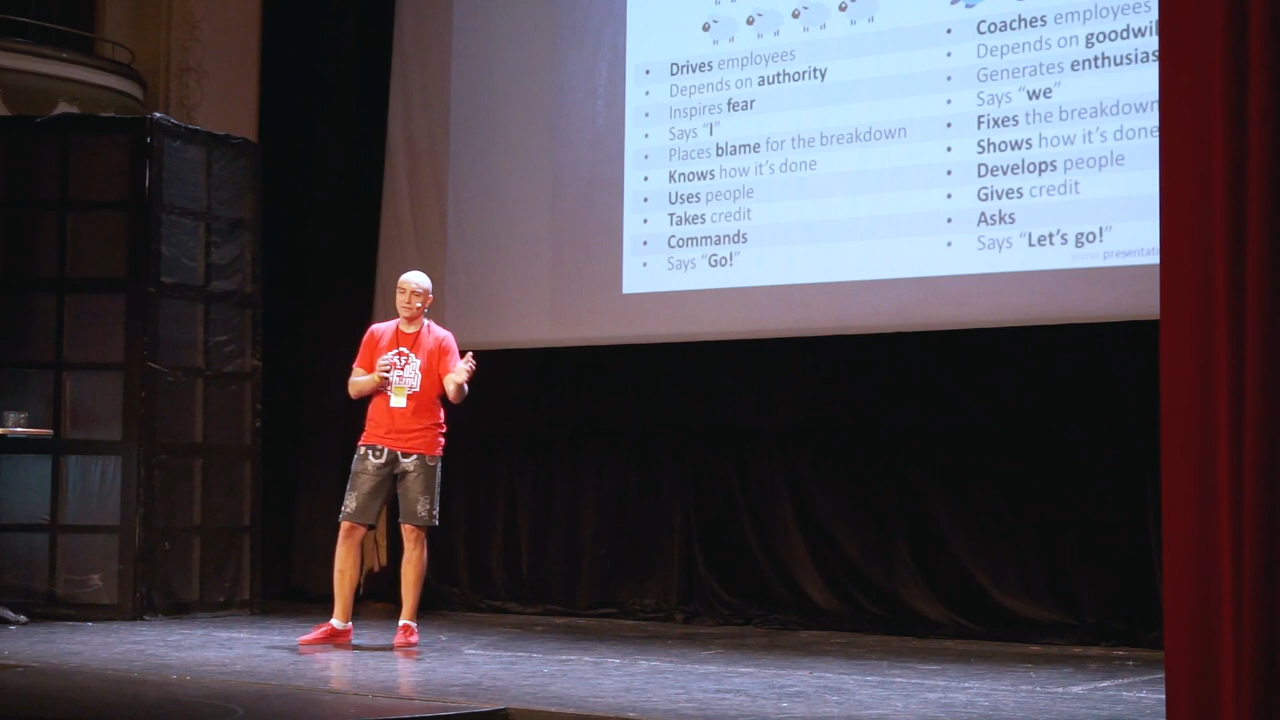 Drives employees
Depends on authority
Inspires fear
Says “I”
Places blame for the breakdown
Knows how it’s done
Uses people
Takes credit
Commands
Says “Go!”
Coaches employees
Depends on goodwil
Generates enthusias
Says “we”
Fixes the breakdown
Shows how it’s done
Develops people
Gives credit
Asks
Says “Let’s go!”
www.presentati